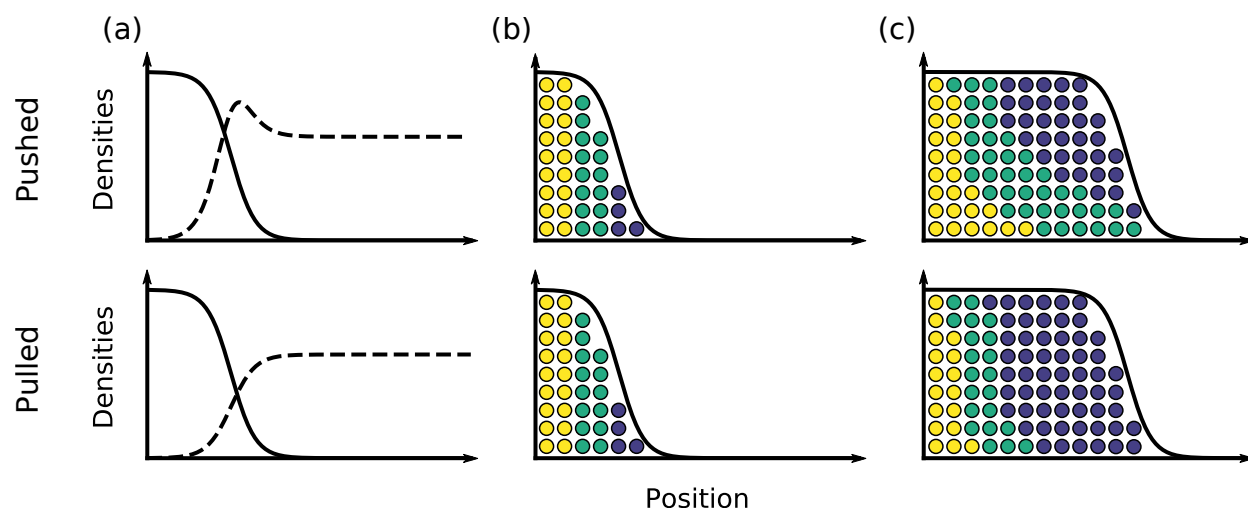 (a)
(b)
(c)
Pushed
Densities
Pulled
Densities
Position